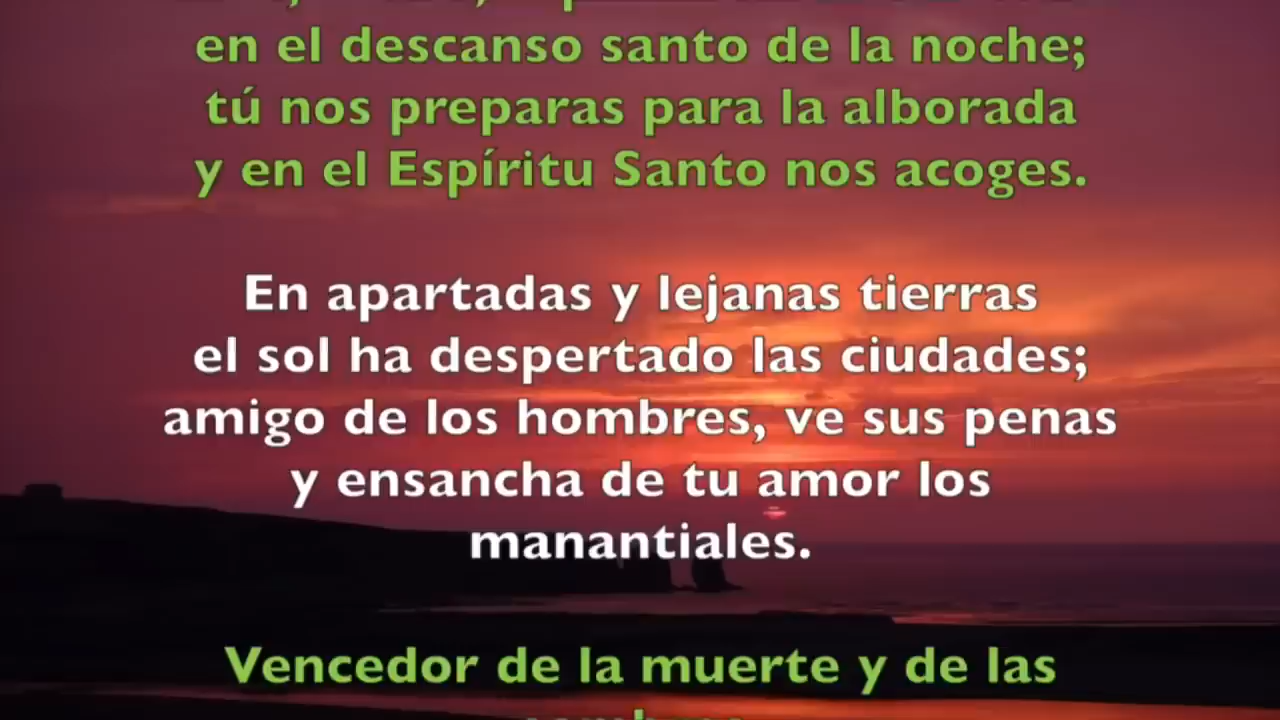 en el descanso santo de la noche;
tú nos preparas para la alborada
y en el Espíritu Santo nos acoges.
En apartadas y lejanas tierras
el sol ha despertado las ciudades;
amigo de los hombres, ve sus penas
y ensancha de tu amor los
manantiales.
Vencedor de la muerte y de las